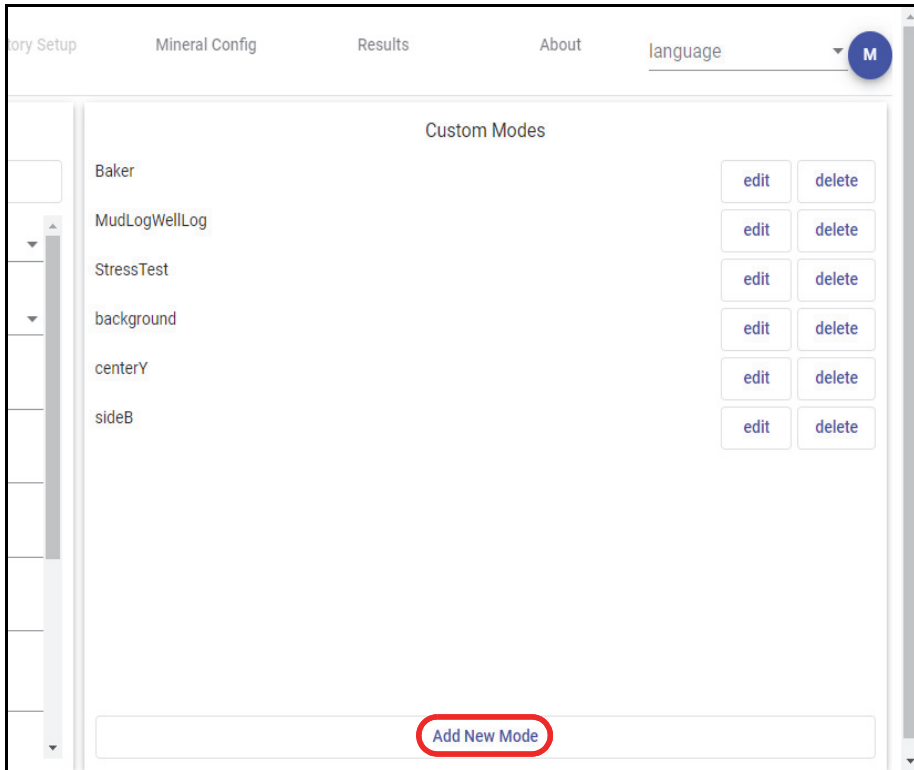 tory Setup Mineral Config Results About language M
Custom Modes
Baker edit delete
MudLogWellLog edit delete
StressTest edit delete
background edit delete
centerY edit delete
sideB edit delete
Add New Mode